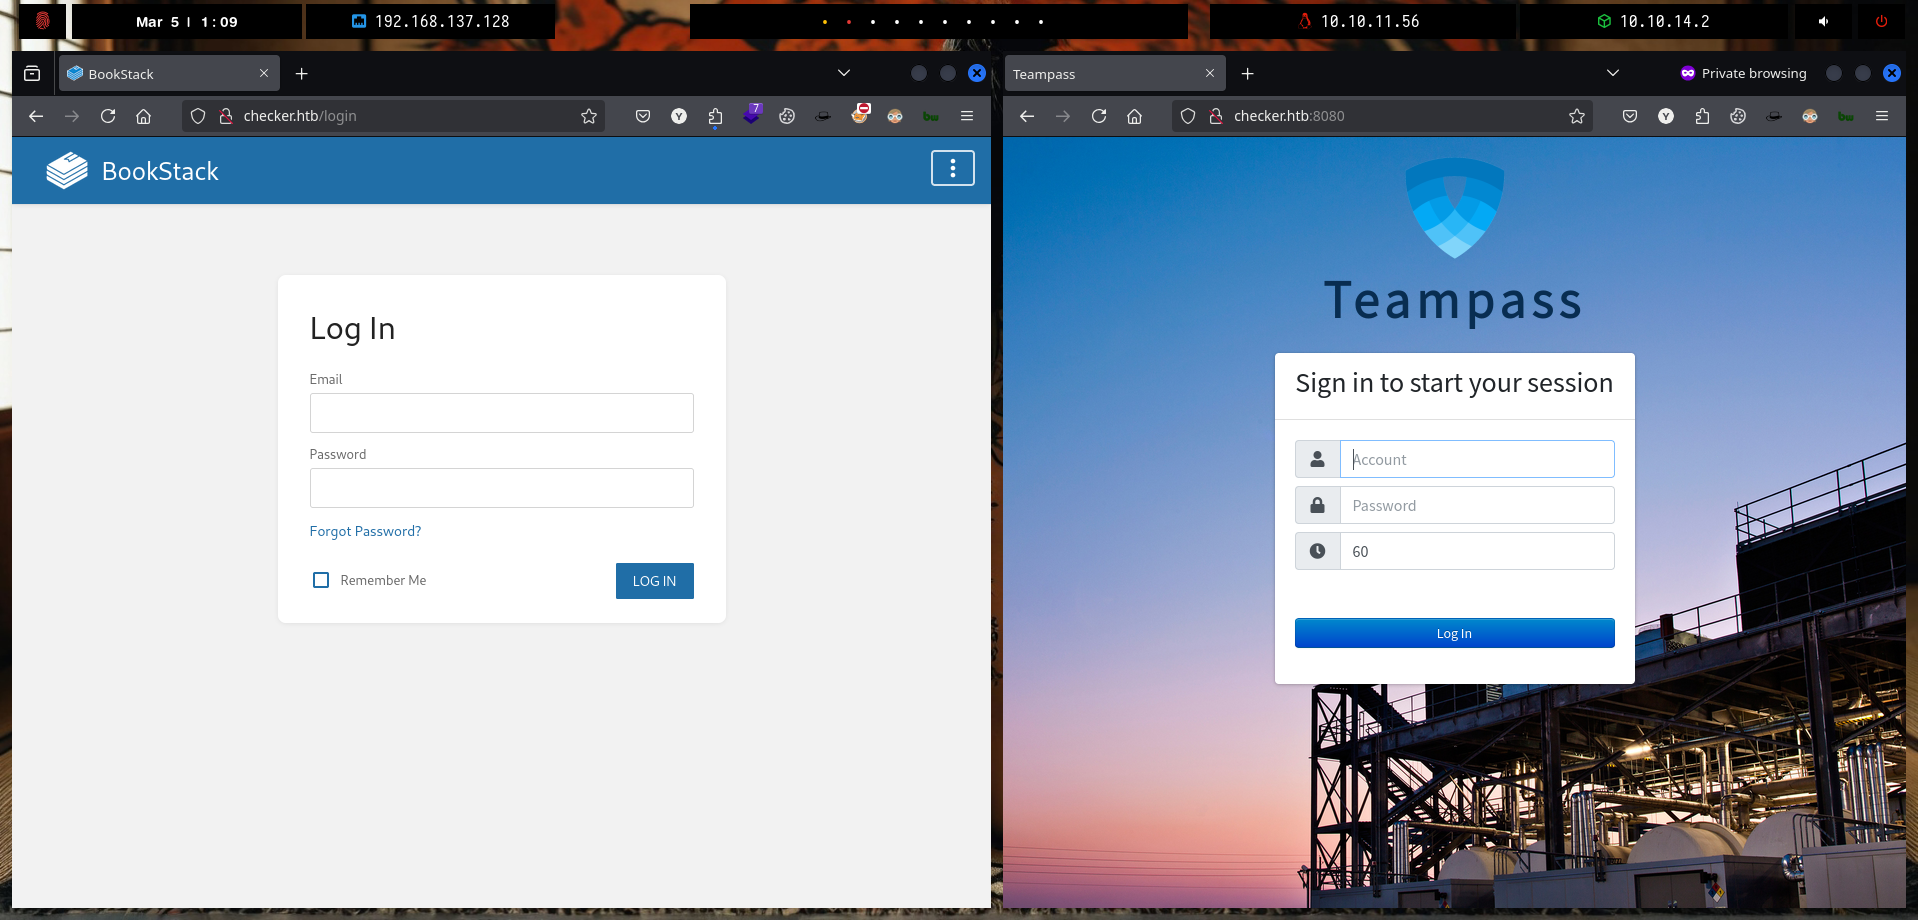 Mar 5 | 1:09
192.168.137.128
10.10.11.56
10.10.14.2
BookStack
checker.htb/login
7
BookStack
Log In
Email
Password
Forgot Password?
Remember Me
LOG IN
Teampass
Private browsing
checker.htb:8080
Teampass
Sign in to start your session
Account
Password
60
Log In